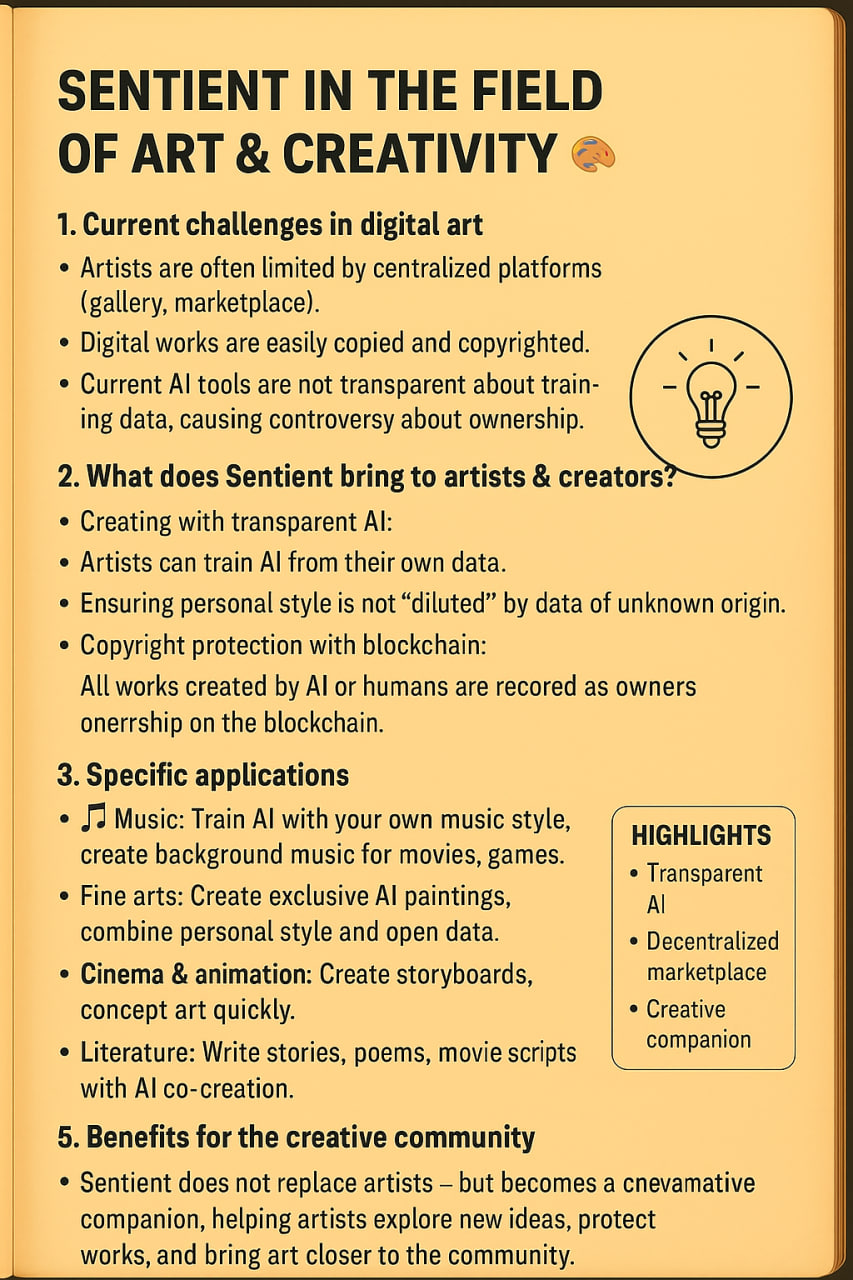 SENTIENT IN THE FIELD
OF ART & CREATIVITY 🎨
1. Current challenges in digital art
• Artists are often limited by centralized platforms
(gallery, marketplace).
• Digital works are easily copied and copyrighted.
• Current AI tools are not transparent about train-
ing data, causing controversy about ownership.
2. What does Sentient bring to artists & creators?
• Creating with transparent AI:
• Artists can train AI from their own data.
• Ensuring personal style is not “diluted” by data of unknown origin.
• Copyright protection with blockchain:
All works created by AI or humans are recored as owners
onerrship on the blockchain.
3. Specific applications
• 🎵 Music: Train AI with your own music style,
create background music for movies, games.
• Fine arts: Create exclusive AI paintings,
combine personal style and open data.
• Cinema & animation: Create storyboards,
concept art quickly.
• Literature: Write stories, poems, movie scripts
with AI co-creation.
HIGHLIGHTS
• Transparent
AI
• Decentralized
marketplace
• Creative
companion
5. Benefits for the creative community
• Sentient does not replace artists – but becomes a cnevamative
companion, helping artists explore new ideas, protect
works, and bring art closer to the community.